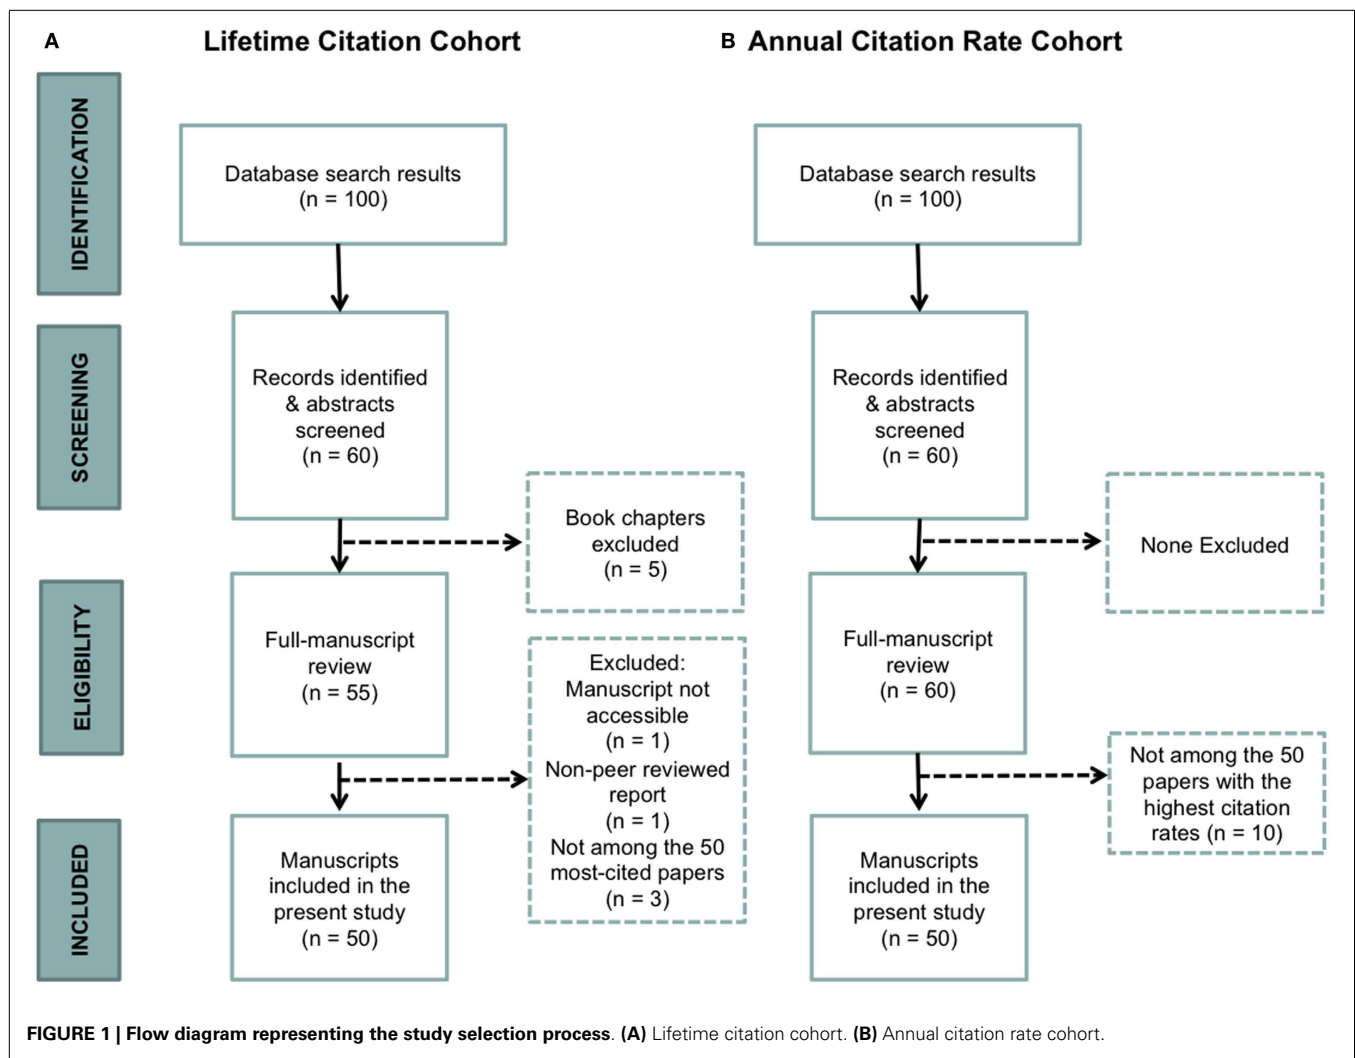 A
Lifetime Citation Cohort
IDENTIFICATION
Database search results
(n = 100)
SCREENING
Records identified
& abstracts
screened
(n = 60)
Book chapters
excluded
(n = 5)
ELIGIBILITY
Full-manuscript
review
(n = 55)
Excluded:
Manuscript not
accessible
(n = 1)
Non-peer reviewed
report
(n = 1)
Not among the 50
most-cited papers
(n = 3)
INCLUDED
Manuscripts
included in the
present study
(n = 50)
B Annual Citation Rate Cohort
Database search results
(n = 100)
Records identified
& abstracts
screened
(n = 60)
None Excluded
Full-manuscript
review
(n = 60)
Not among the 50
papers with the
highest citation
rates (n = 10)
Manuscripts
included in the
present study
(n = 50)
FIGURE 1 | Flow diagram representing the study selection process. (A) Lifetime citation cohort. (B) Annual citation rate cohort.